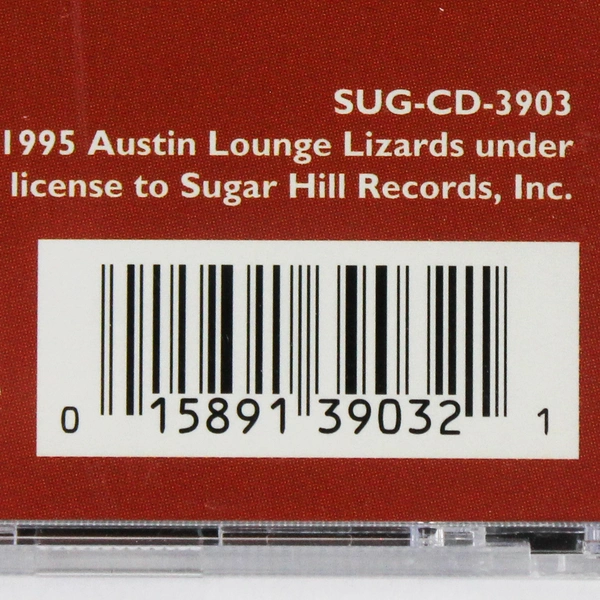 SUG-CD-3903
1995 Austin Lounge Lizards under
license to Sugar Hill Records, Inc.
0 15891 39032 1